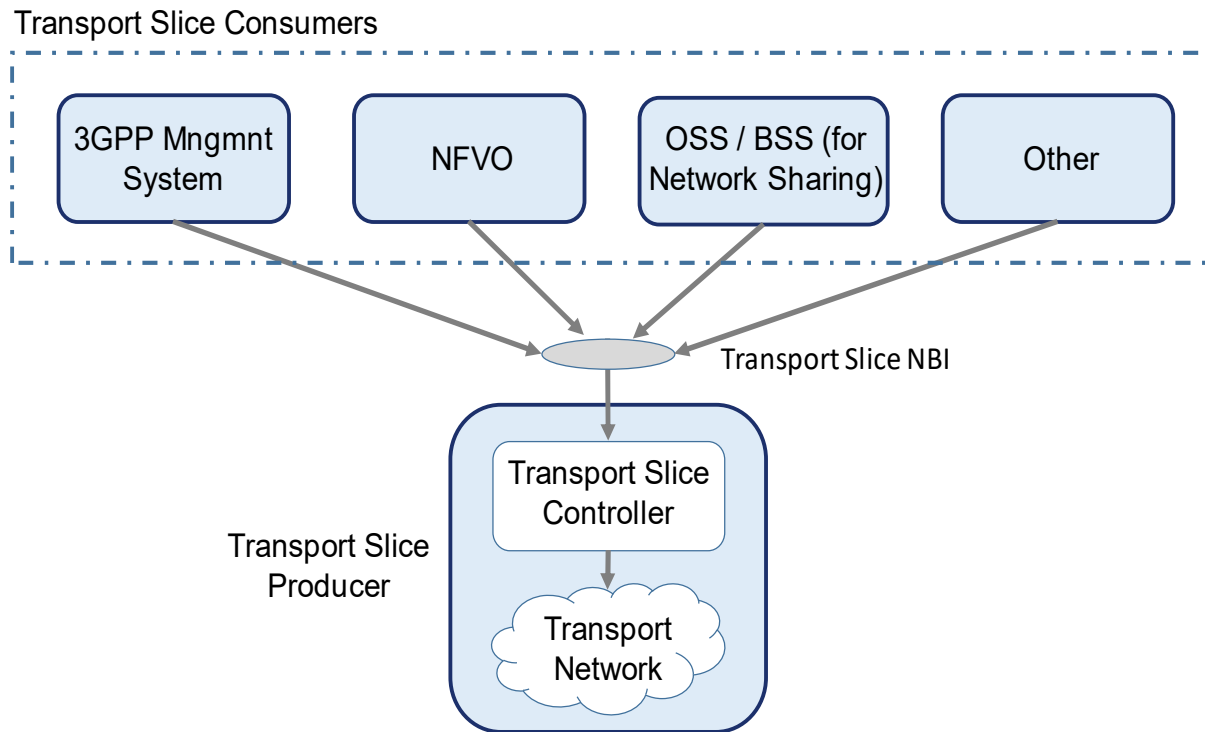 Transport Slice Consumers
3GPP Mngmnt
System
NFVO
OSS / BSS (for
Network Sharing)
Other
Transport Slice NBI
Transport Slice
Controller
Transport Slice
Producer
Transport
Network